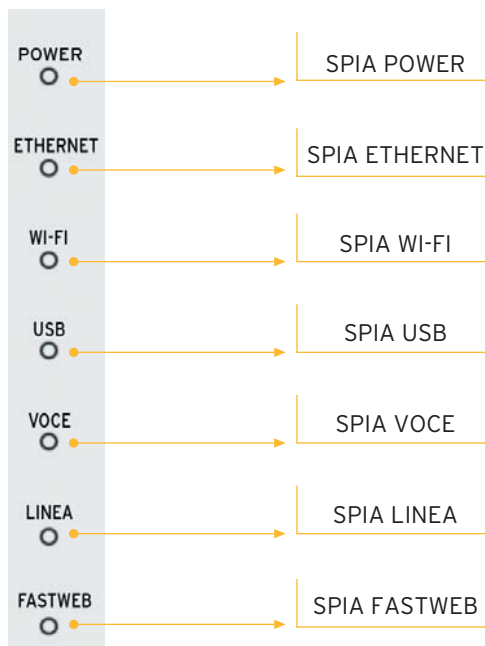 POWER
SPIA POWER
ETHERNET
SPIA ETHERNET
WI-FI
SPIA WI-FI
USB
SPIA USB
VOCE
SPIA VOCE
LINEA
SPIA LINEA
FASTWEB
SPIA FASTWEB